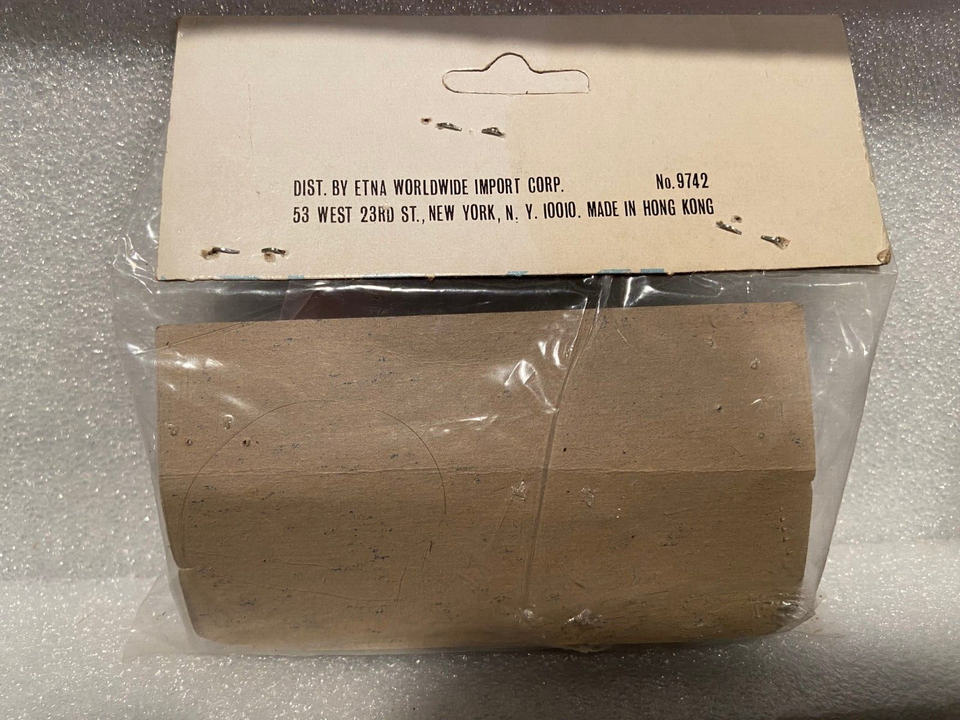 DIST. BY ETNA WORLDWIDE IMPORT CORP. No. 9742
53 WEST 23RD ST., NEW YORK, N. Y. 10010. MADE IN HONG KONG